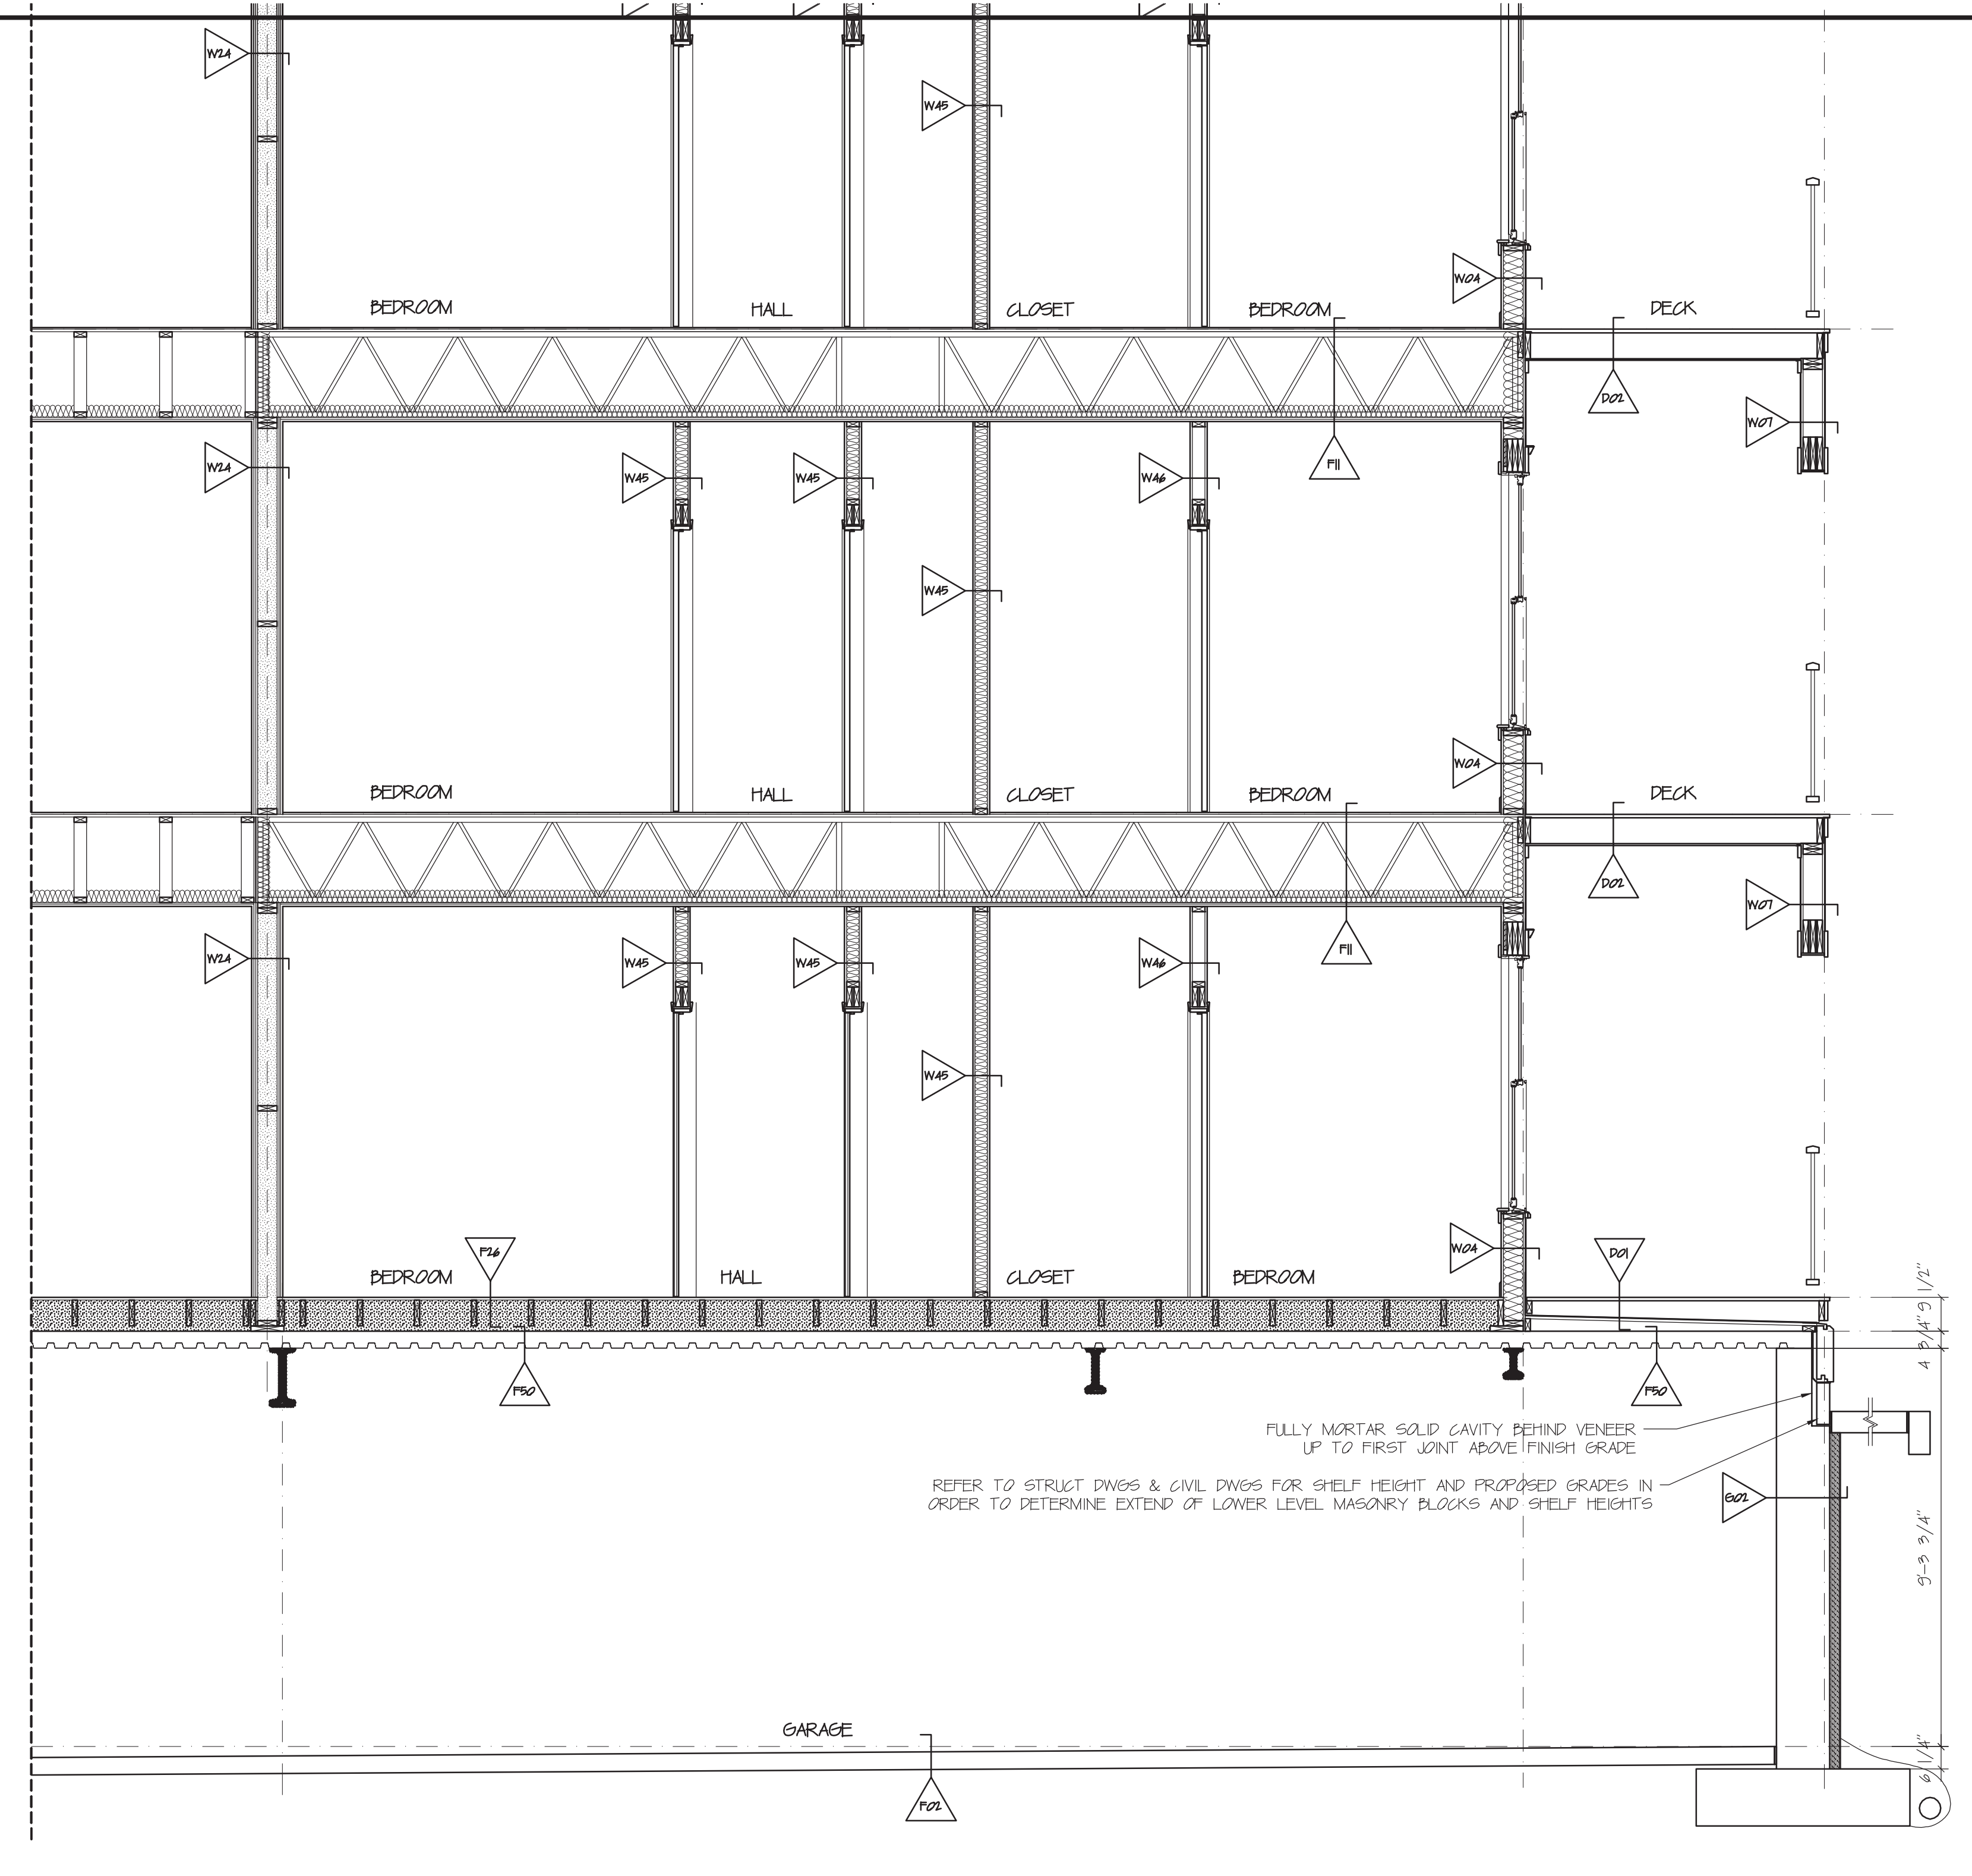 W24
W45
W04
BEDROOM
HALL
CLOSET
BEDROOM
DECK
D02
W07
W24
W45
W45
W46
F11
W45
W04
BEDROOM
HALL
CLOSET
BEDROOM
DECK
D02
W07
W24
W45
W45
W46
F11
W45
F26
W04
D01
BEDROOM
HALL
CLOSET
BEDROOM
9 1/2"
4 3/4"
F50
F50
FULLY MORTAR SOLID CAVITY BEHIND VENEER
UP TO FIRST JOINT ABOVE FINISH GRADE
REFER TO STRUCT DWGS & CIVIL DWGS FOR SHELF HEIGHT AND PROPOSED GRADES IN
ORDER TO DETERMINE EXTEND OF LOWER LEVEL MASONRY BLOCKS AND SHELF HEIGHTS
G02
9'-3 3/4"
GARAGE
6 1/4"
F02